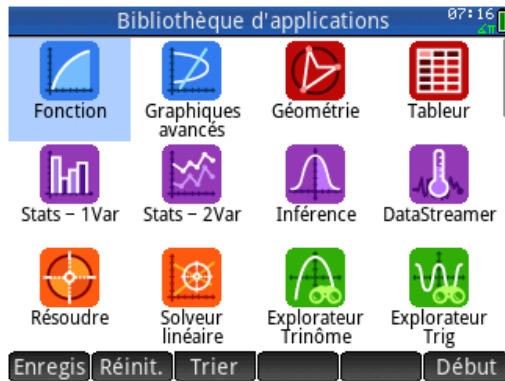 Bibliothèque d'applications 07:16
∡π
Fonction Graphiques avancés Géométrie Tableur
Stats – 1Var Stats – 2Var Inférence DataStreamer
Résoudre Solveur linéaire Explorateur Trinôme Explorateur Trig
Enregis Réinit. Trier Début